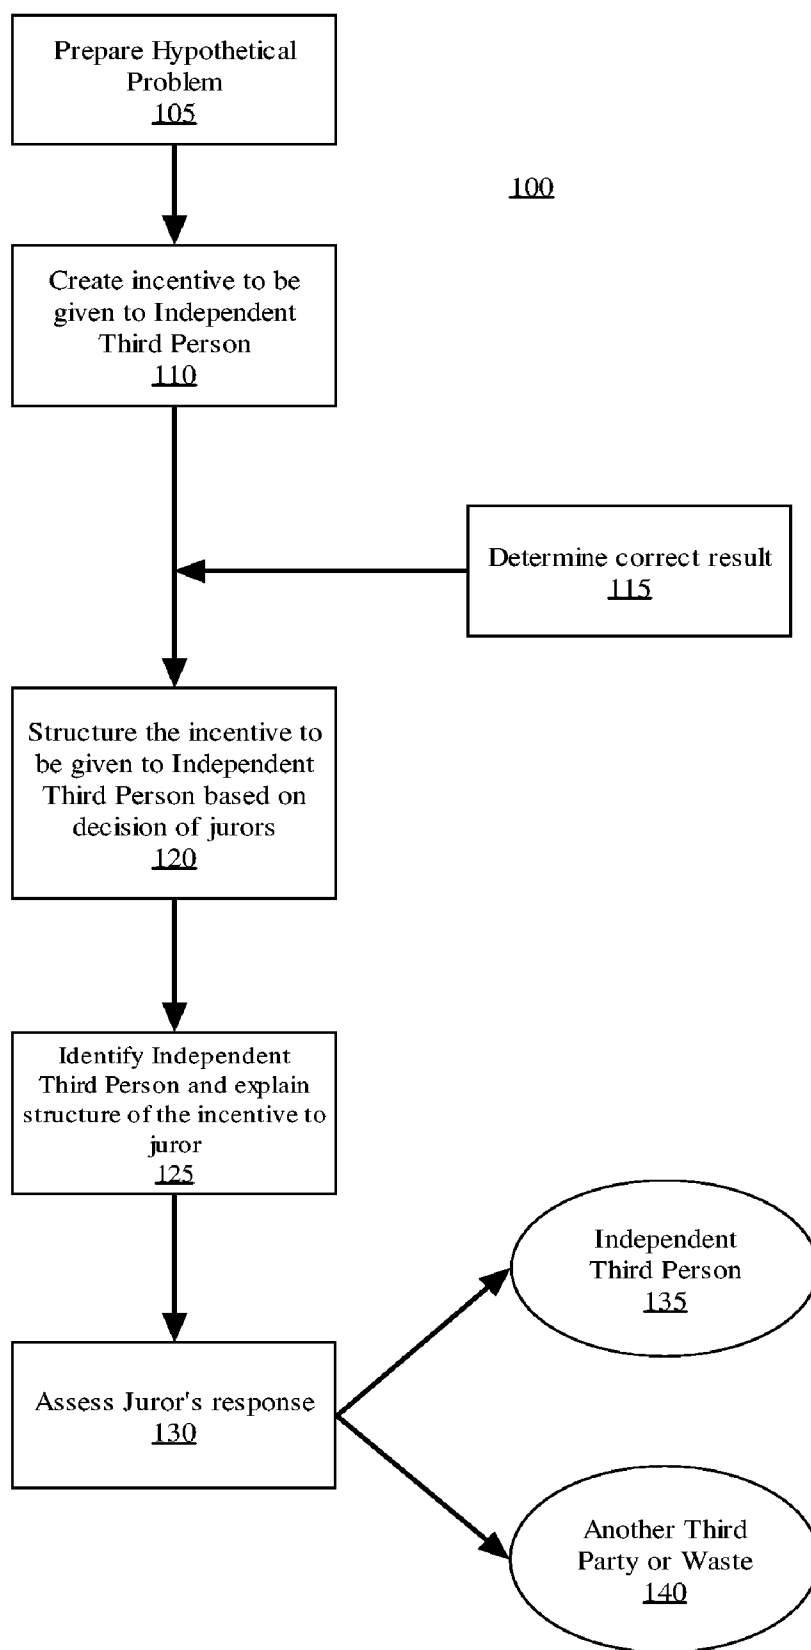 Prepare Hypothetical
Problem
105
100
Create incentive to be
given to Independent
Third Person
110
Determine correct result
115
Structure the incentive to
be given to Independent
Third Person based on
decision of jurors
120
Identify Independent
Third Person and explain
structure of the incentive to
juror
125
Independent
Third Person
135
Assess Juror's response
130
Another Third
Party or Waste
140